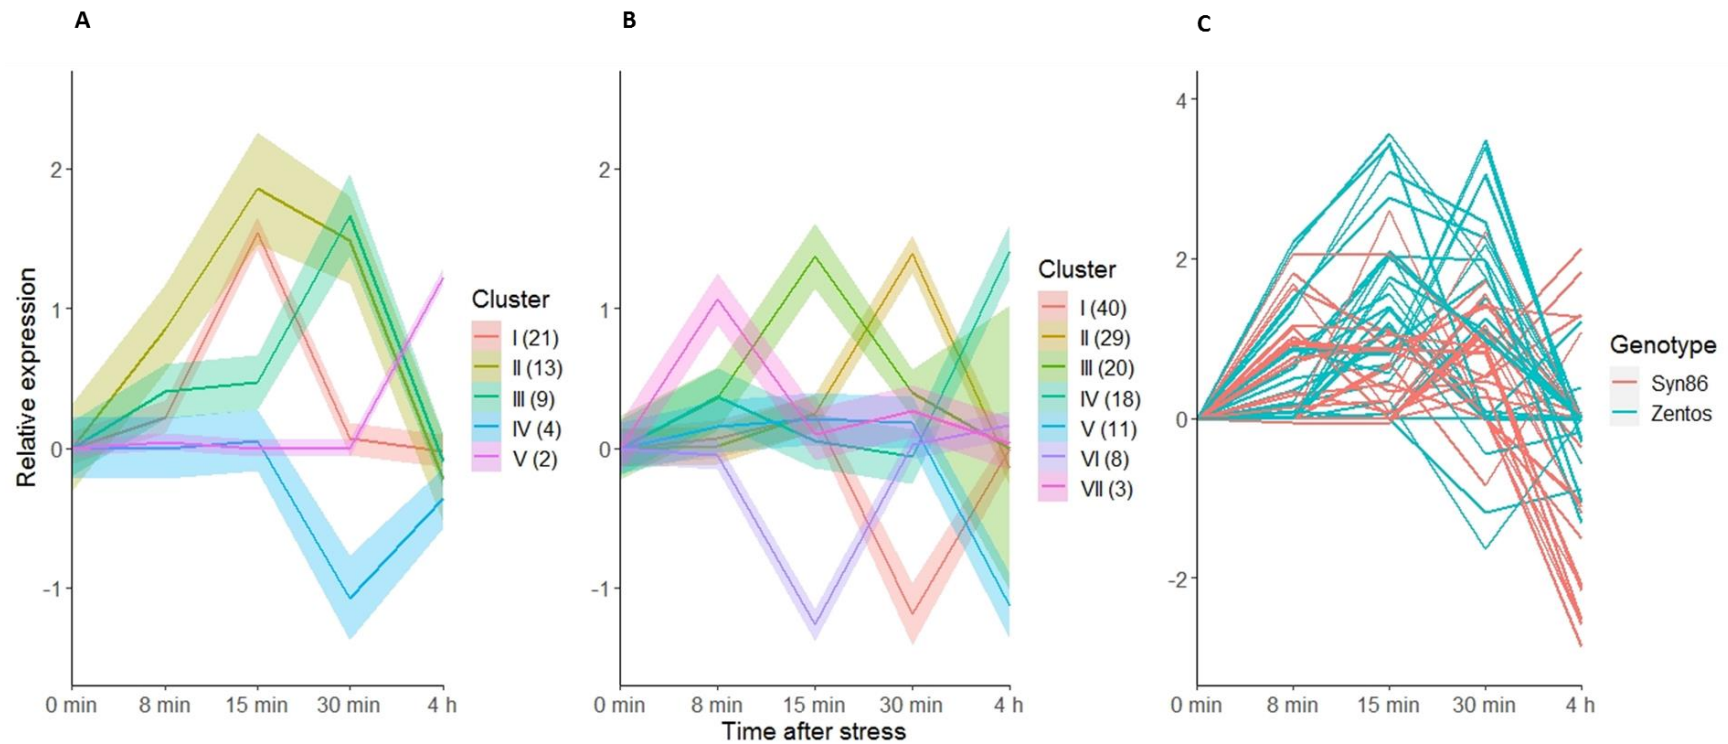 A
B
C
Relative expression
2
1
0
-1
0 min 8 min 15 min 30 min 4 h
Cluster
I (21)
II (13)
III (9)
IV (4)
V (2)
2
1
0
-1
0 min 8 min 15 min 30 min 4 h
Time after stress
Cluster
I (40)
II (29)
III (20)
IV (18)
V (11)
VI (8)
VII (3)
4
2
0
-2
0 min 8 min 15 min 30 min 4 h
Genotype
Syn86
Zentos